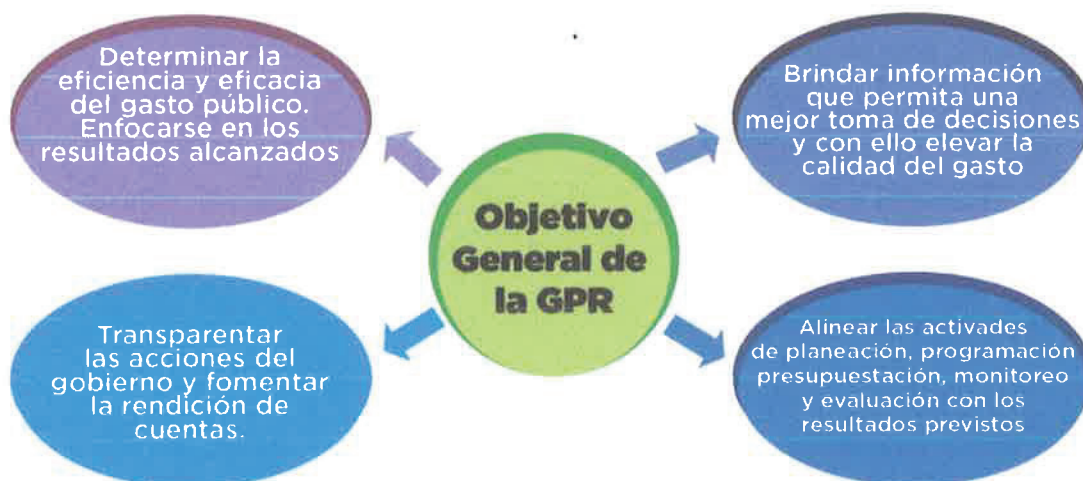 Determinar la
eficiencia y eficacia
del gasto público.
Enfocarse en los
resultados alcanzados
Brindar información
que permita una
mejor toma de decisiones
y con ello elevar la
calidad del gasto
Objetivo
General de
la GPR
Transparentar
las acciones del
gobierno y fomentar
la rendición de
cuentas.
Alinear las activades
de planeación, programación
presupuestación, monitoreo
y evaluación con los
resultados previstos